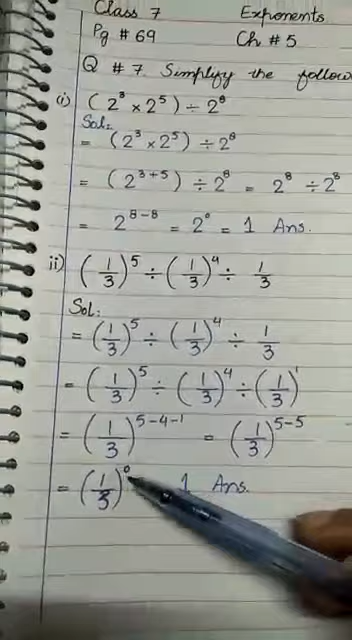 Class 7 Exponents
Pg # 69 Ch # 5
Q # 7. Simplify the
i) (2³ × 2⁵) ÷ 2⁸
Sol:
= (2³ × 2⁵) ÷ 2⁸
= (2³⁺⁵) ÷ 2⁸ = 2⁸ ÷ 2⁸
= 2⁸⁻⁸ = 2⁰ = 1 Ans.
ii) (1/3)⁵ ÷ (1/3)⁴ ÷ 1/3
Sol:
= (1/3)⁵ ÷ (1/3)⁴ ÷ 1/3
= (1/3)⁵ ÷ (1/3)⁴ ÷ (1/3)¹
= (1/3)⁵⁻⁴⁻¹ = (1/3)⁵⁻⁵
= (1/3)⁰ 1 Ans.